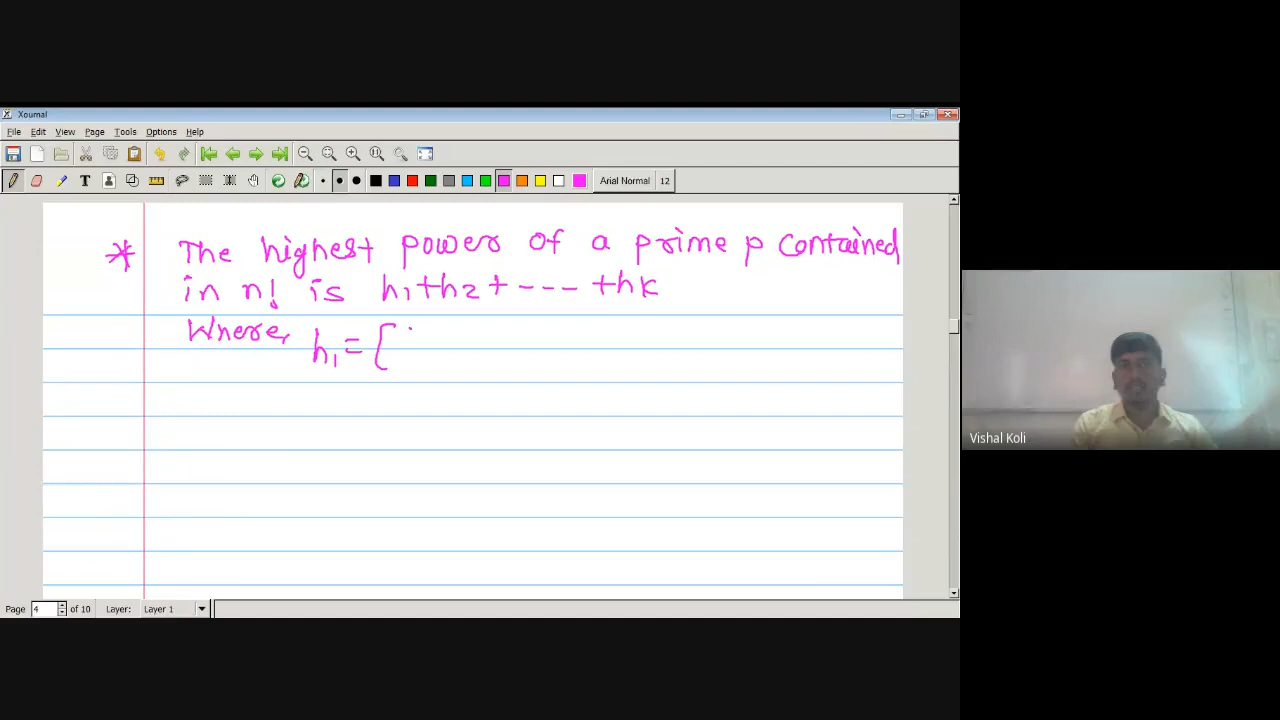 Xournal
File Edit View Page Tools Options Help
Arial Normal 12
* The highest power of a prime p contained
in n! is h1+h2+---+hk
Where, h1=[
Vishal Koli
Page 4 of 10 Layer: Layer 1